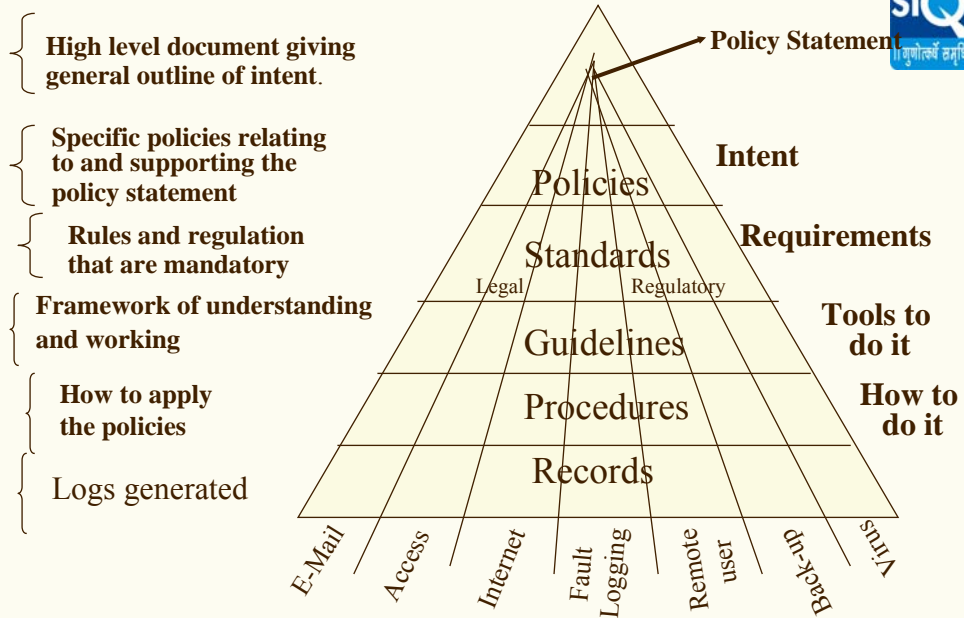 High level document giving
general outline of intent.
Policy Statement
Specific policies relating
to and supporting the
policy statement
Intent
Policies
Rules and regulation
that are mandatory
Requirements
Standards
Legal
Regulatory
Framework of understanding
and working
Tools to
do it
Guidelines
How to apply
the policies
How to
do it
Procedures
Logs generated
Records
E-Mail
Access
Internet
Fault
Logging
Remote
user
Back-up
Virus